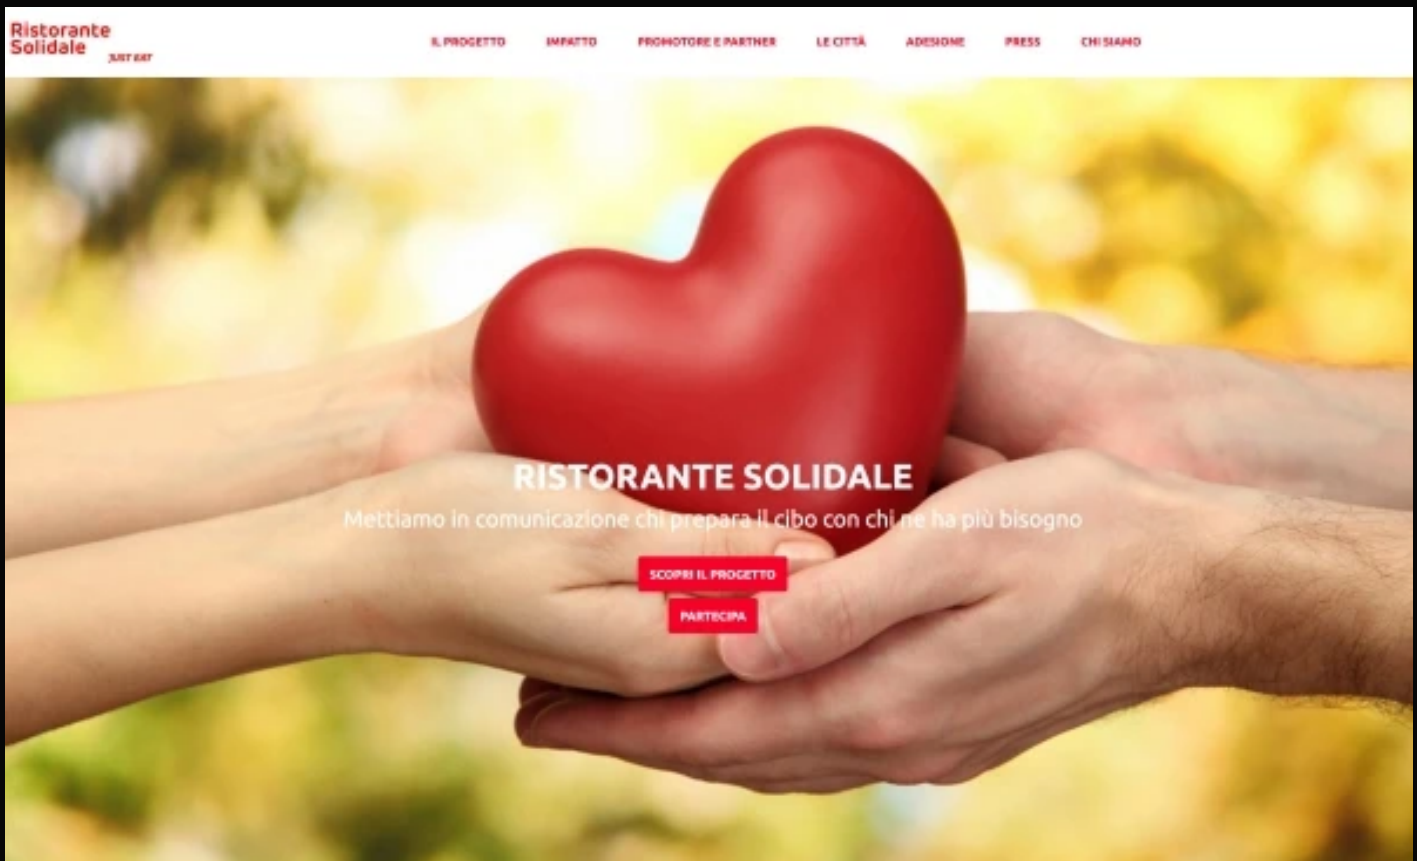 Ristorante
Solidale
JUST EAT
IL PROGETTO
IMPATTO
PROMOTORE E PARTNER
LE CITTÀ
ADESIONE
PRESS
CHI SIAMO
RISTORANTE SOLIDALE
Mettiamo in comunicazione chi prepara il cibo con chi ne ha più bisogno
SCOPRI IL PROGETTO
PARTECIPA